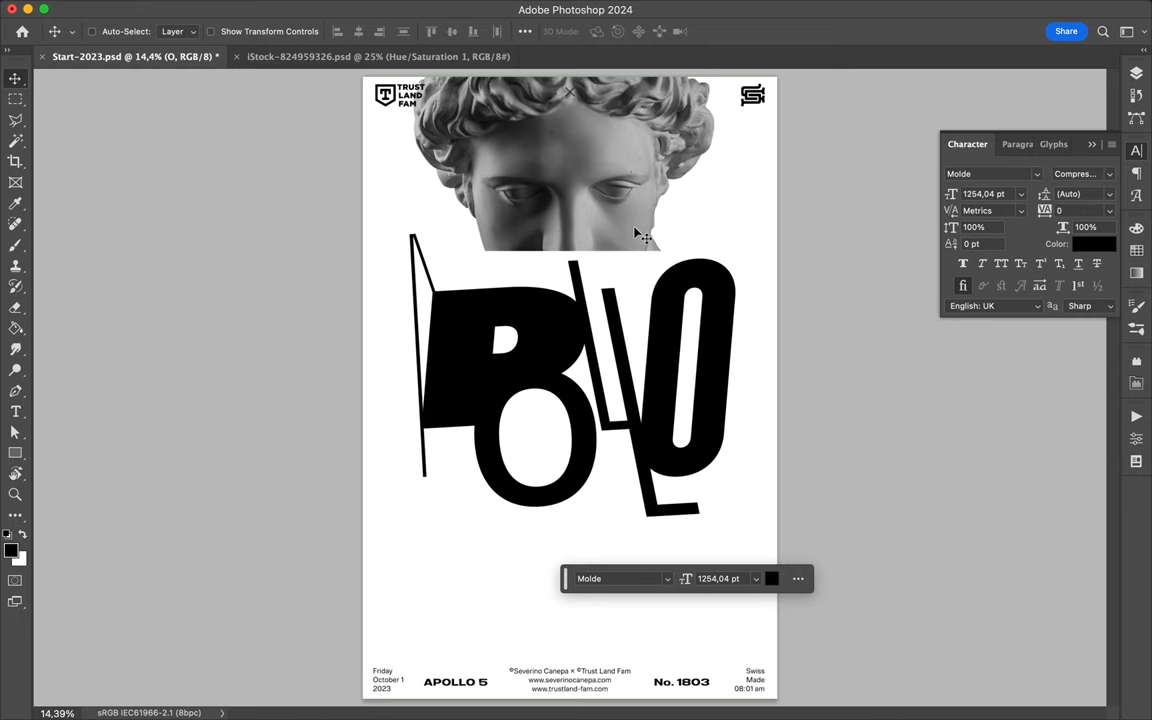 Adobe Photoshop 2024
Auto-Select:
Layer
Show Transform Controls
3D Mode:
Share
Start-2023.psd @ 14,4% (O, RGB/8) *
iStock-824959326.psd @ 25% (Hue/Saturation 1, RGB/8#)
TRUST
LAND
FAM
Character
Paragra
Glyphs
Molde
Compres...
1254,04 pt
(Auto)
Metrics
0
100%
100%
0 pt
Color:
English: UK
Sharp
Molde
1254,04 pt
Friday
October 1
2023
APOLLO 5
©Severino Canepa × ©Trust Land Fam
www.severinocanepa.com
www.trustland-fam.com
No. 1803
Swiss
Made
08:01 am
14,39%
sRGB IEC61966-2.1 (8bpc)